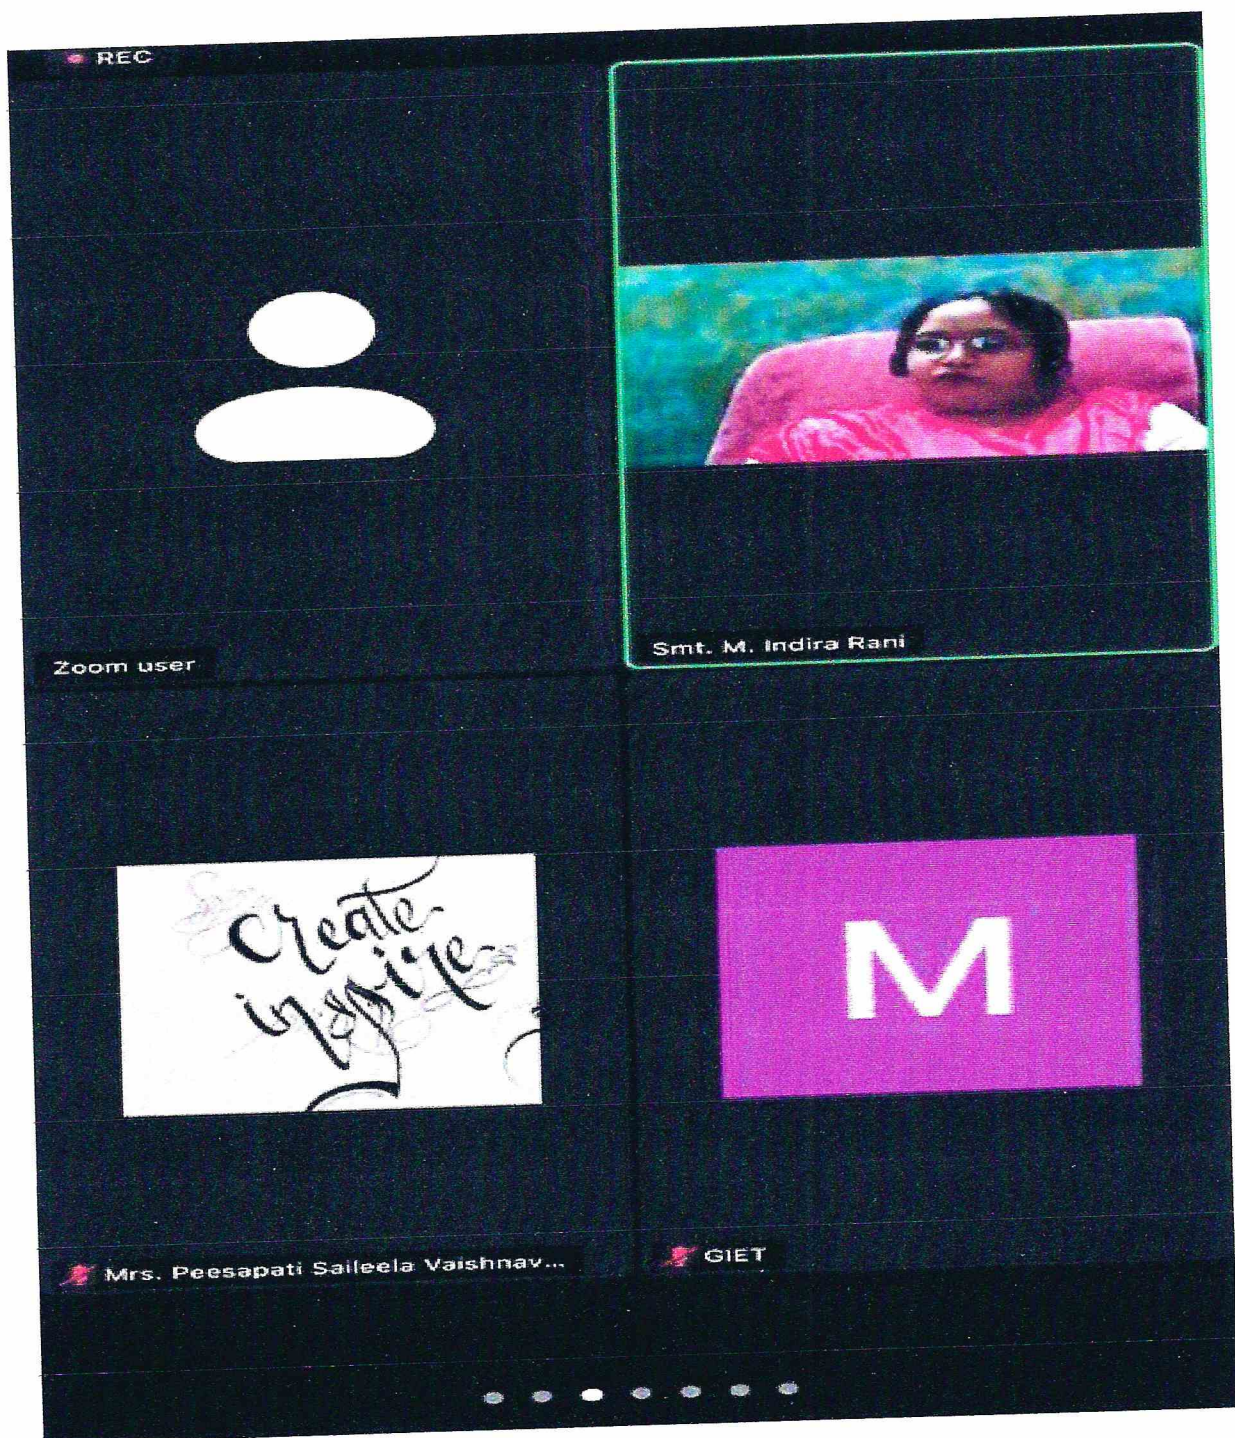 REC
Zoom user
Smt. M. Indira Rani
create
inspire
M
Mrs. Peesapati Saileela Vaishnav...
GIET